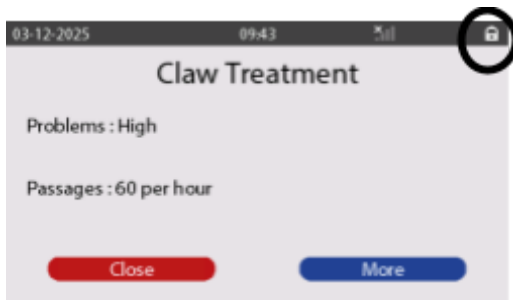 03-12-2025 09:43
Claw Treatment
Problems : High
Passages : 60 per hour
Close More